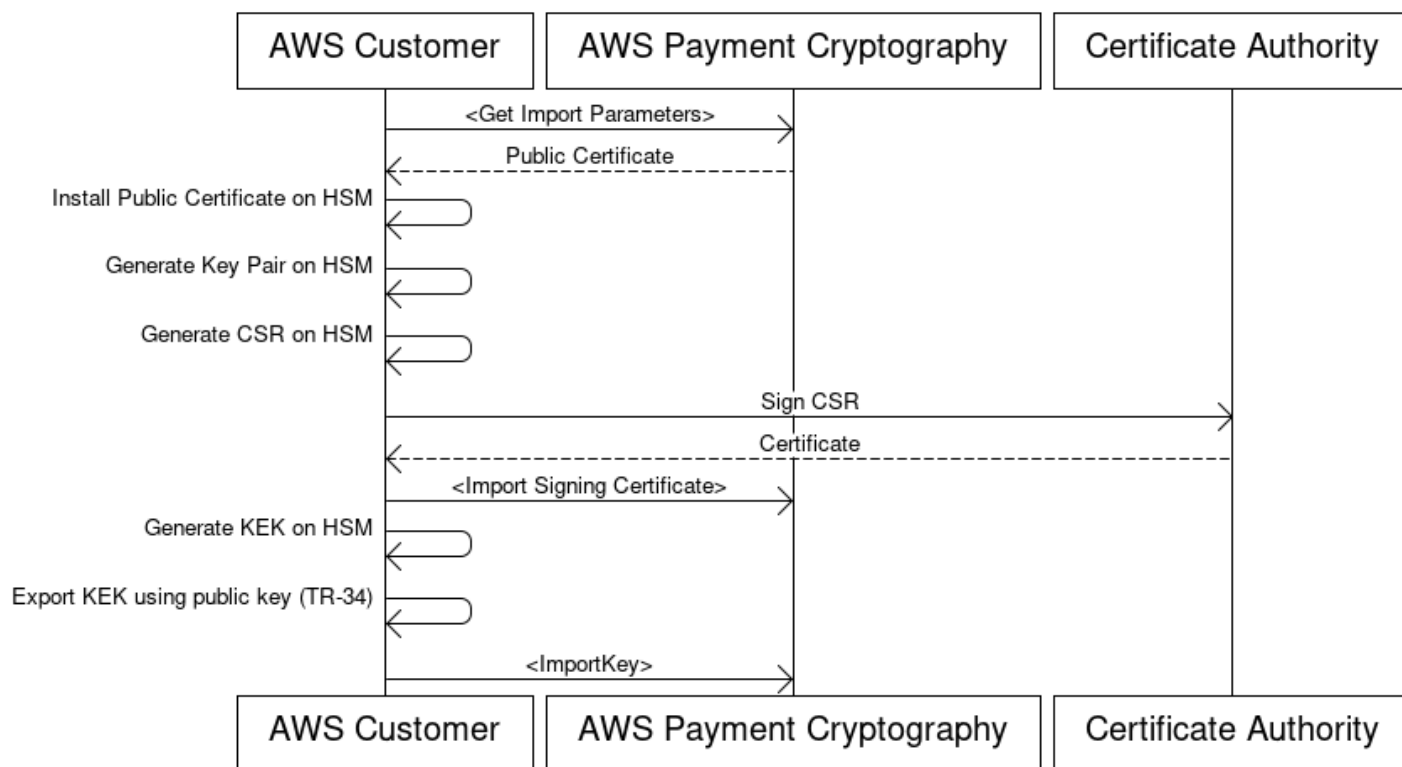 AWS Customer
AWS Payment Cryptography
Certificate Authority
<Get Import Parameters>
Public Certificate
Install Public Certificate on HSM
Generate Key Pair on HSM
Generate CSR on HSM
Sign CSR
Certificate
<Import Signing Certificate>
Generate KEK on HSM
Export KEK using public key (TR-34)
<ImportKey>
AWS Customer
AWS Payment Cryptography
Certificate Authority